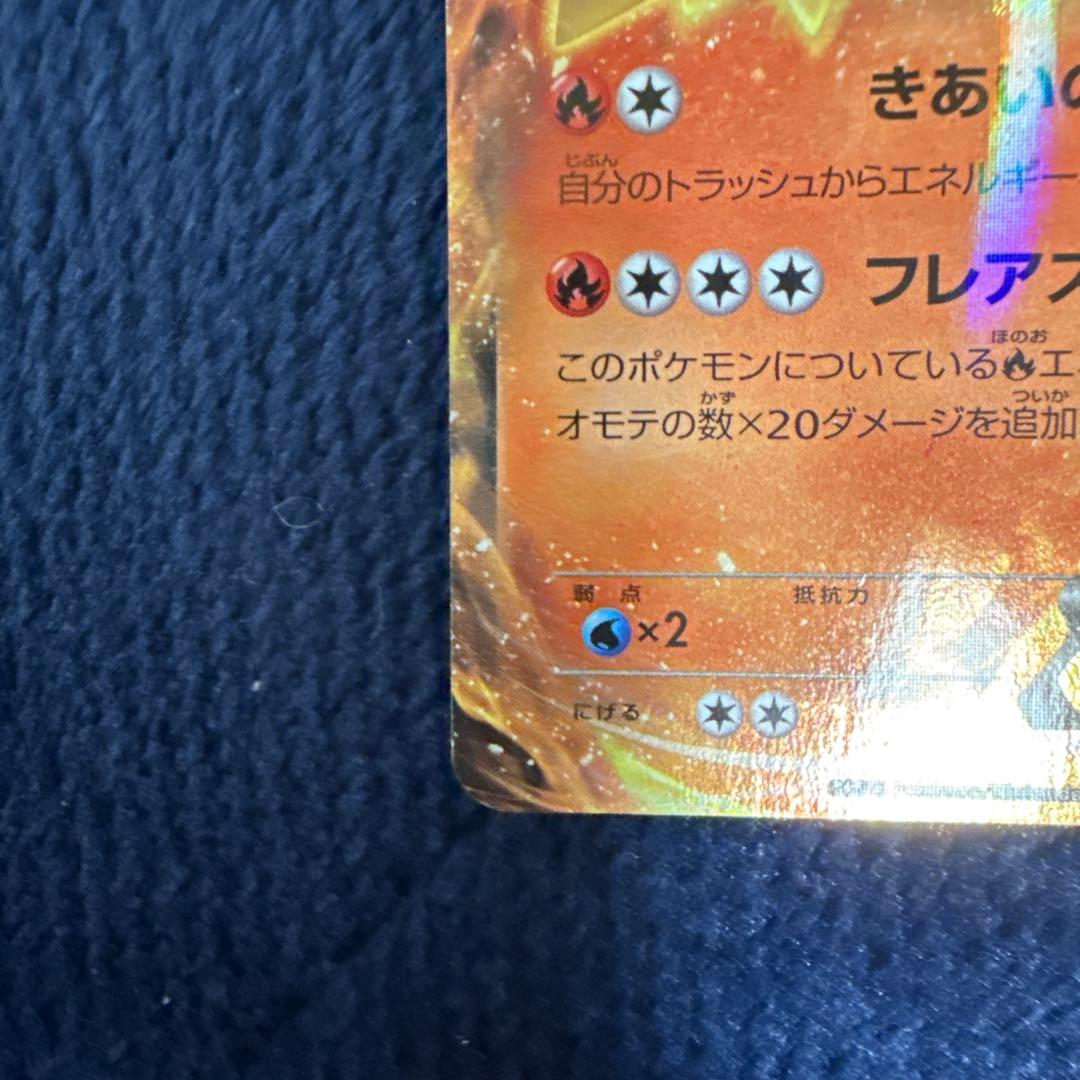 きあいの
じぶん
自分のトラッシュからエネルギー
フレアス
ほのお
このポケモンについているエ
かず ついか
オモテの数×20ダメージを追加
弱点 抵抗力
×2
にげる